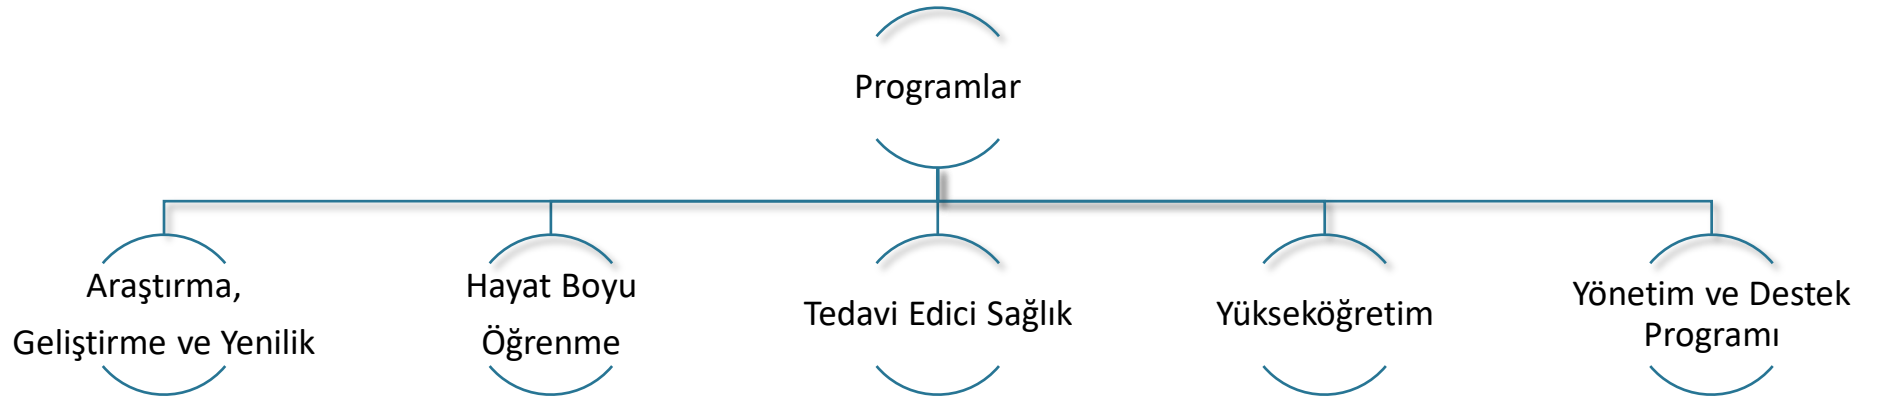 Programlar
Araştırma,
Geliştirme ve Yenilik
Hayat Boyu
Öğrenme
Tedavi Edici Sağlık
Yükseköğretim
Yönetim ve Destek
Programı